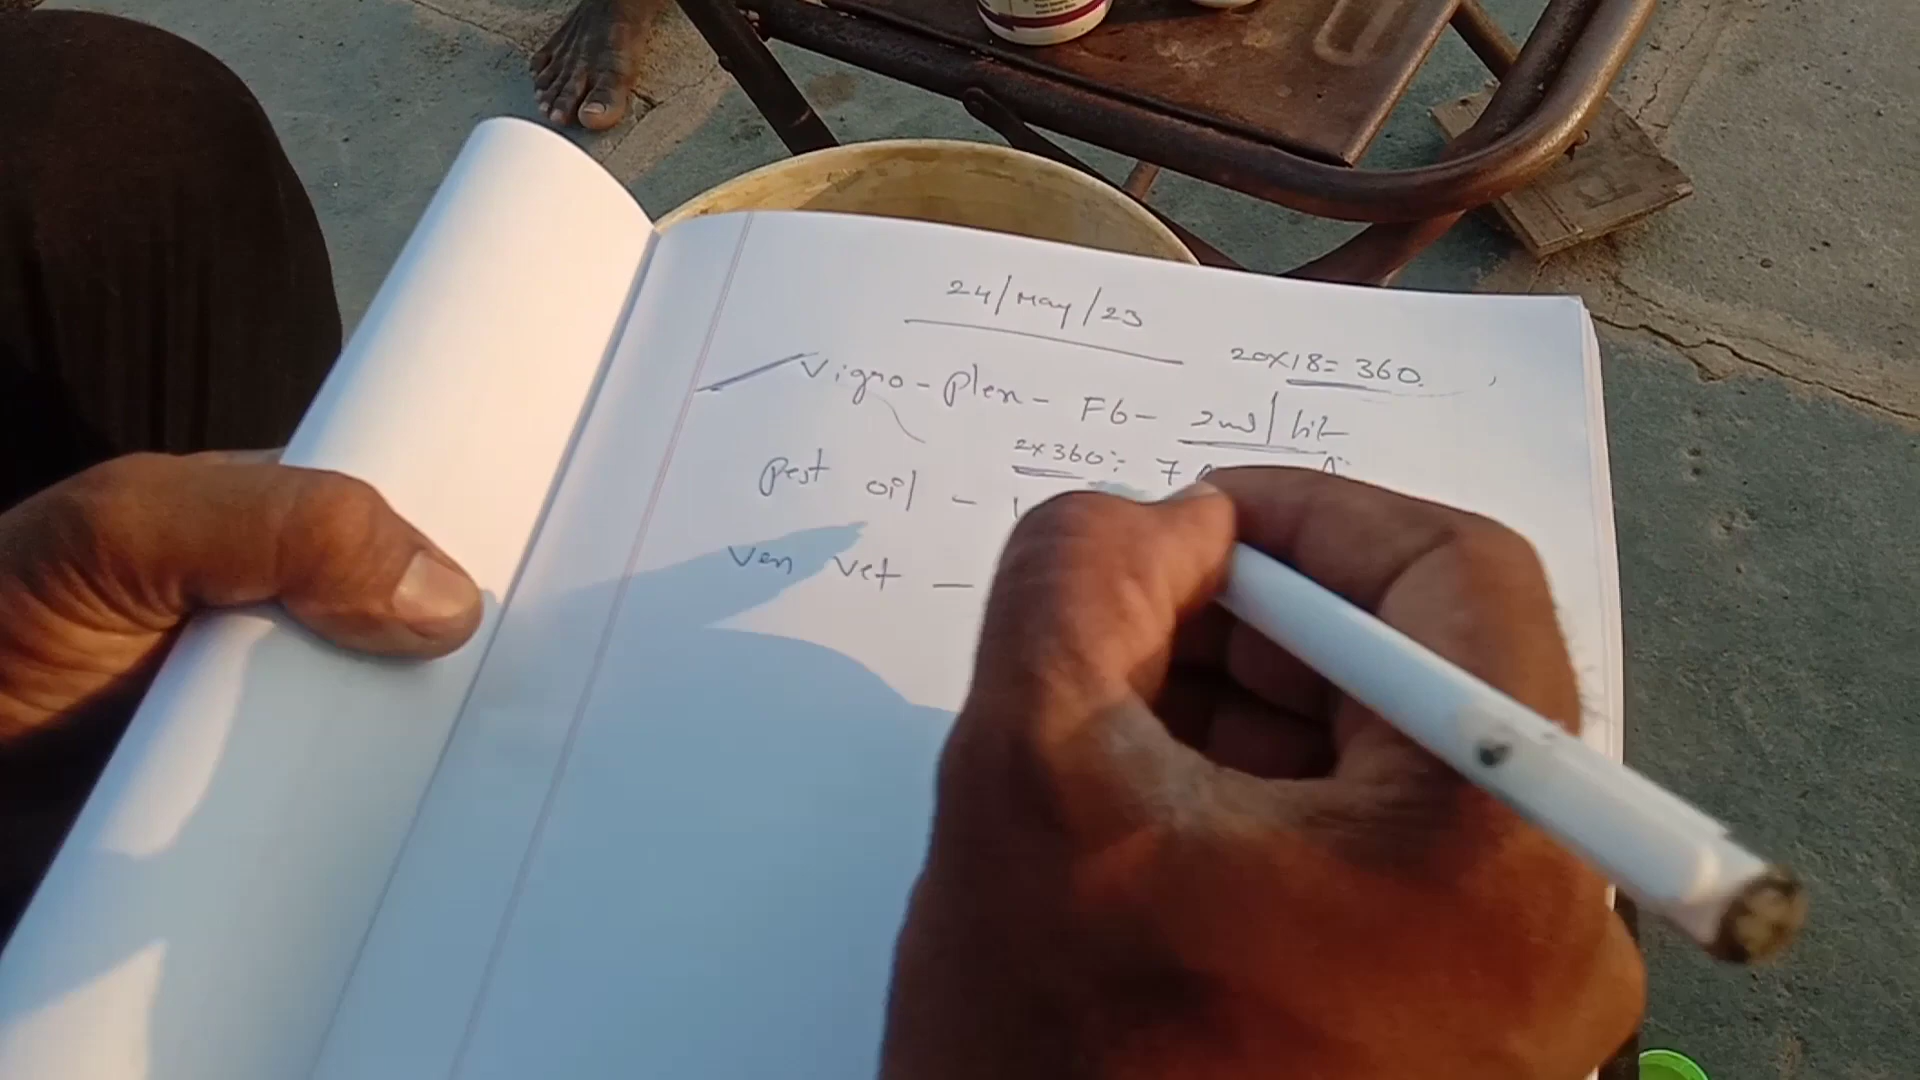 24/May/23
20x18= 360.
Vigro-plex- F6- 2ml/lit
2x360= 7
pest oil -
Ven vet -